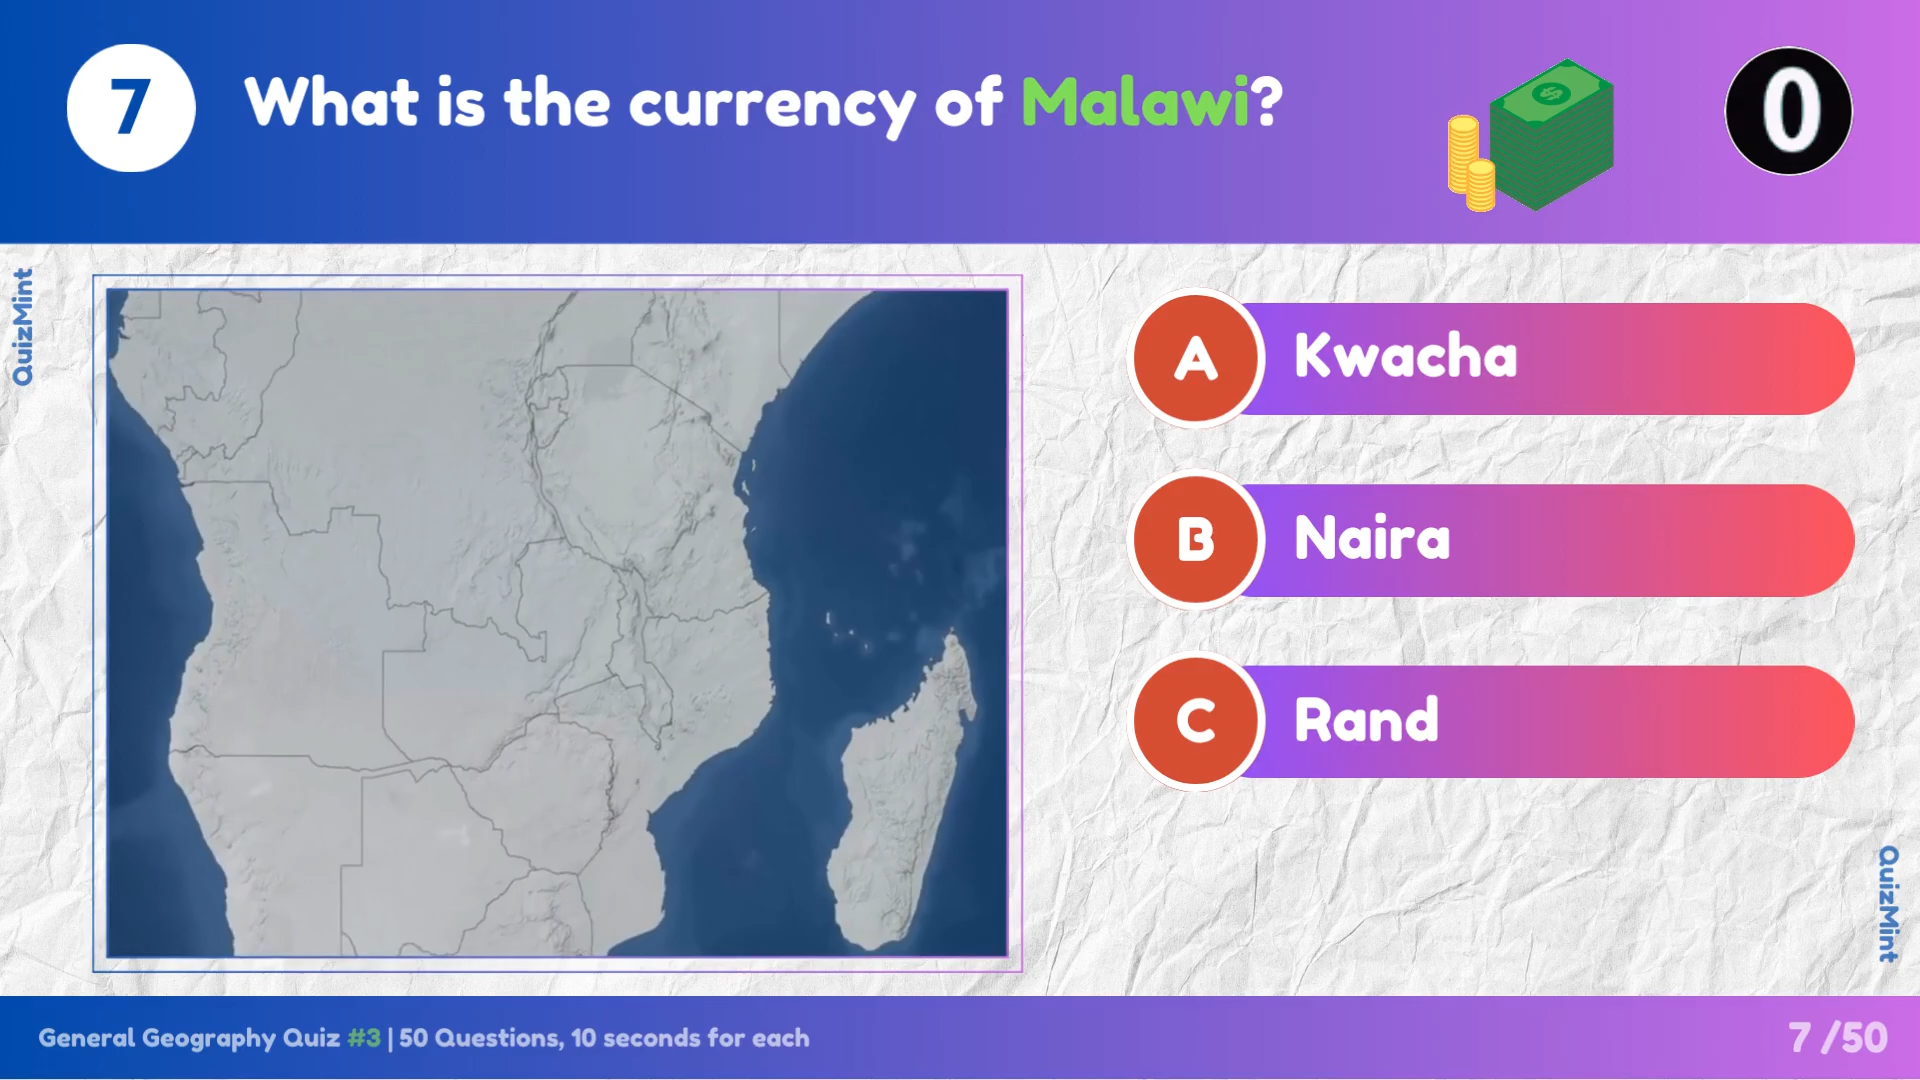 7
What is the currency of Malawi?
0
QuizMint
A
Kwacha
B
Naira
C
Rand
QuizMint
General Geography Quiz #3 | 50 Questions, 10 seconds for each
7 /50